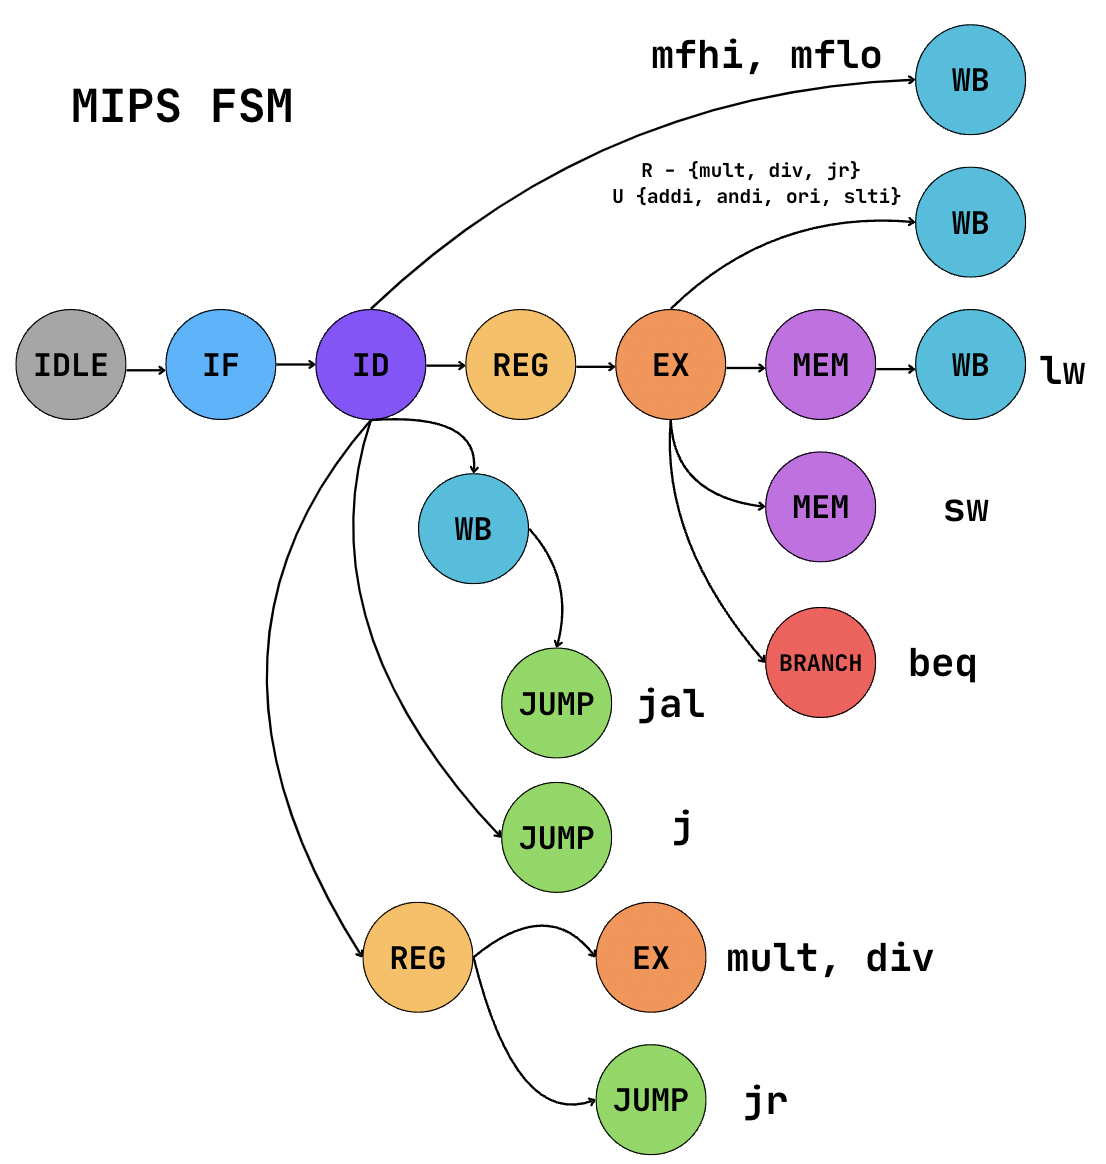 mfhi, mflo
WB
MIPS FSM
R - {mult, div, jr}
U {addi, andi, ori, slti}
WB
IDLE
IF
ID
REG
EX
MEM
WB
lw
MEM
sw
WB
BRANCH
beq
JUMP
jal
JUMP
j
REG
EX
mult, div
JUMP
jr